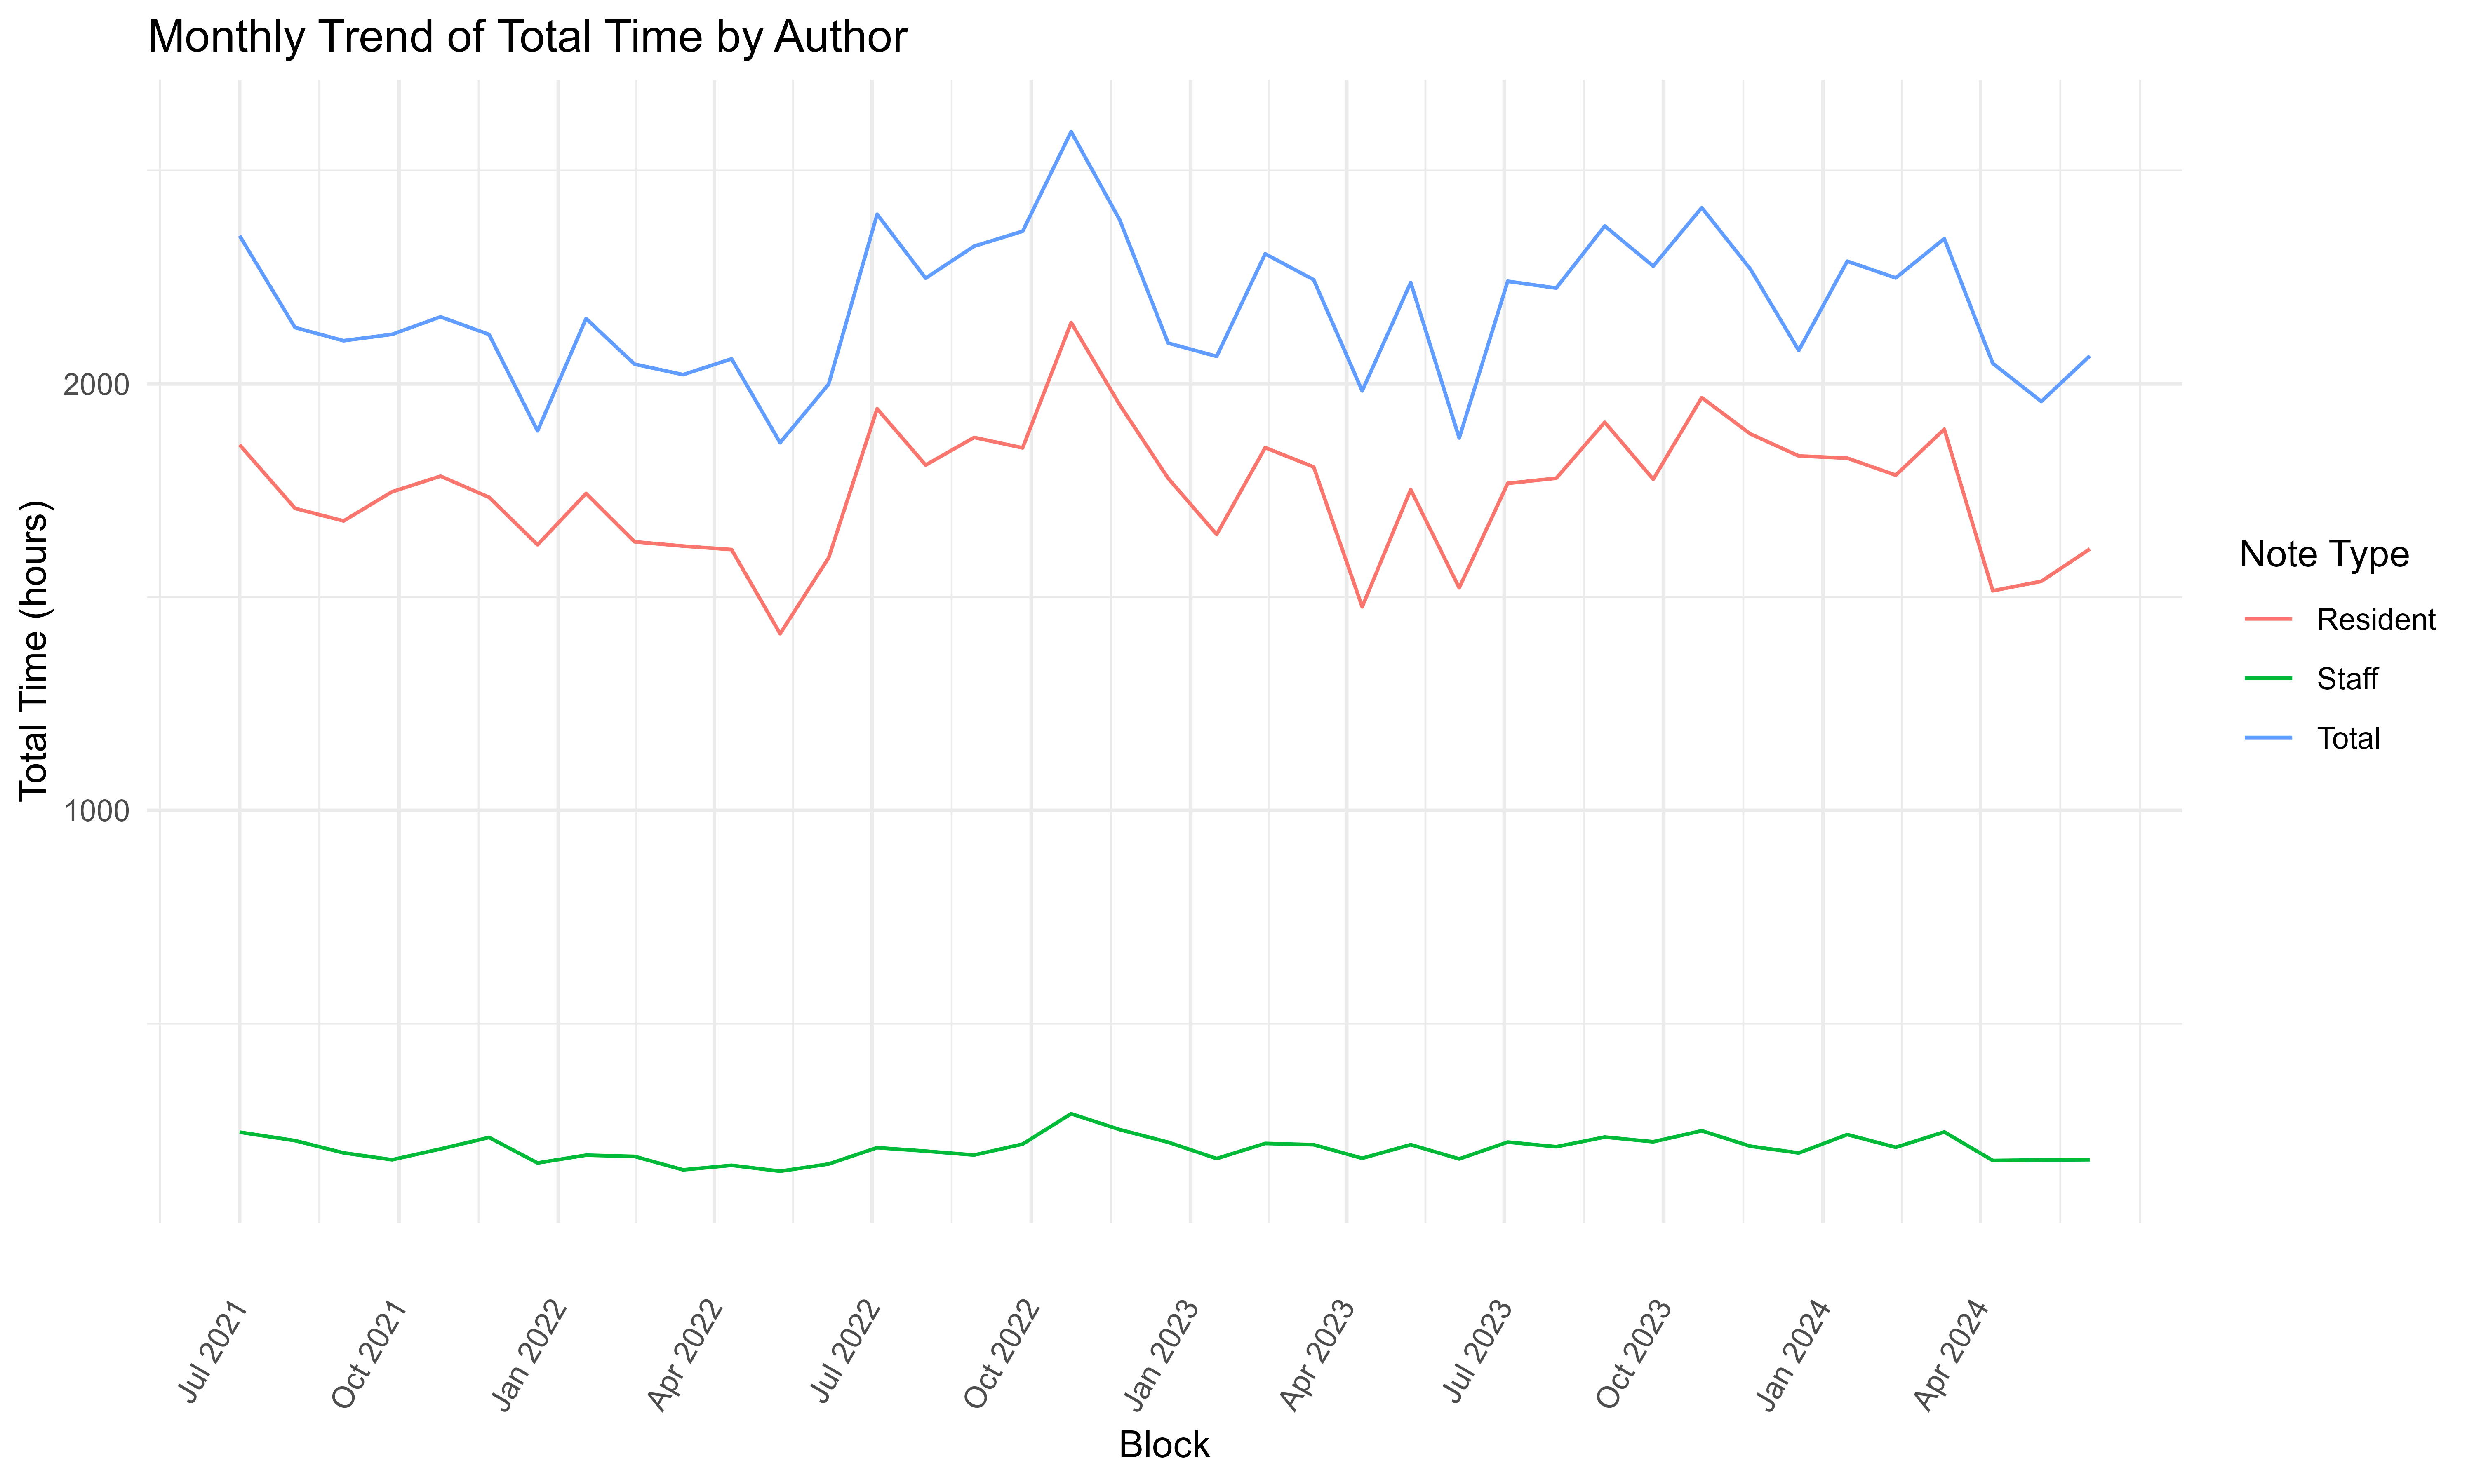 Monthly Trend of Total Time by Author
Total Time (hours)
2000
1000
Jul 2021
Oct 2021
Jan 2022
Apr 2022
Jul 2022
Oct 2022
Jan 2023
Apr 2023
Jul 2023
Oct 2023
Jan 2024
Apr 2024
Block
Note Type
Resident
Staff
Total